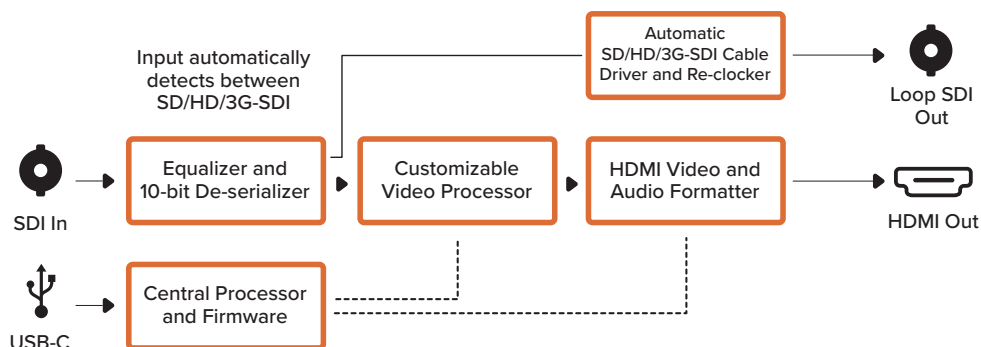 Input automatically
detects between
SD/HD/3G-SDI
Automatic
SD/HD/3G-SDI Cable
Driver and Re-clocker
Loop SDI
Out
SDI In
Equalizer and
10-bit De-serializer
Customizable
Video Processor
HDMI Video and
Audio Formatter
HDMI Out
USB-C
Central Processor
and Firmware